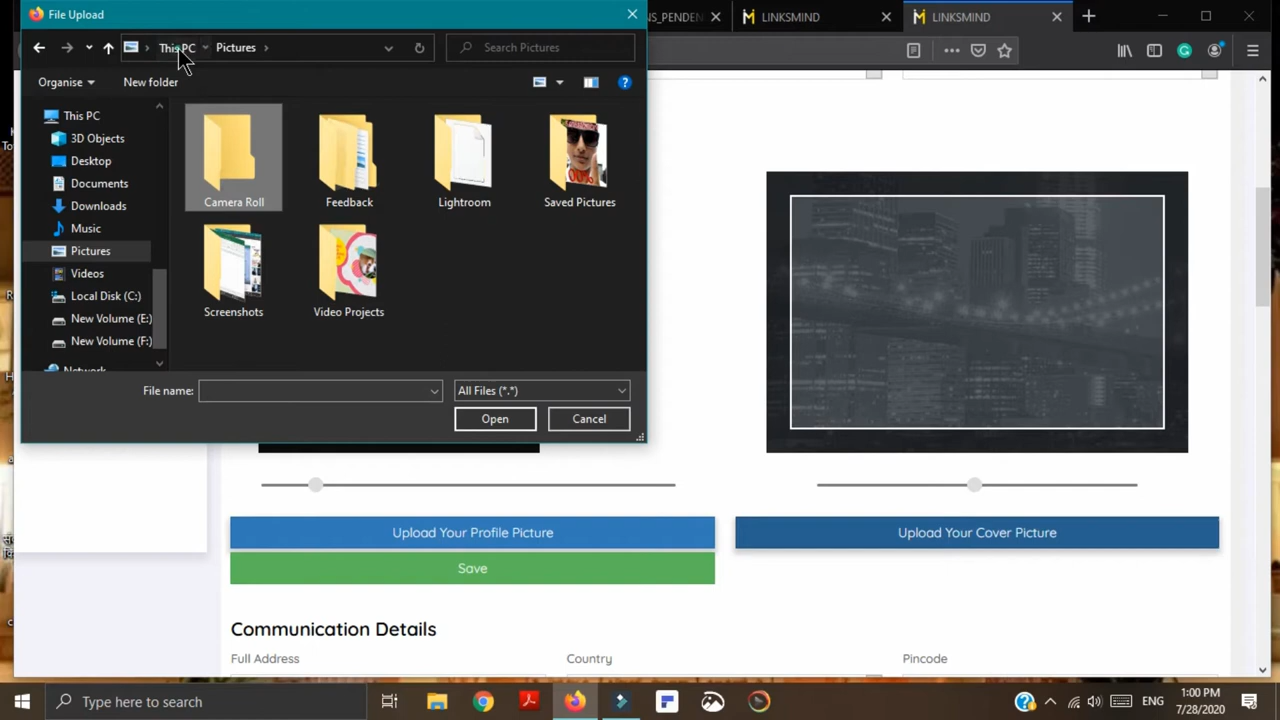 File Upload
NS_PENDEN
LINKSMIND
LINKSMIND
This PC
Pictures
Search Pictures
Organise
New folder
This PC
3D Objects
Desktop
Documents
Downloads
Music
Pictures
Videos
Local Disk (C:)
New Volume (E:)
New Volume (F:)
Network
Camera Roll
Feedback
Lightroom
Saved Pictures
Screenshots
Video Projects
File name:
All Files (*.*)
Open
Cancel
Upload Your Profile Picture
Upload Your Cover Picture
Save
Communication Details
Full Address
Country
Pincode
Type here to search
ENG
1:00 PM
7/28/2020